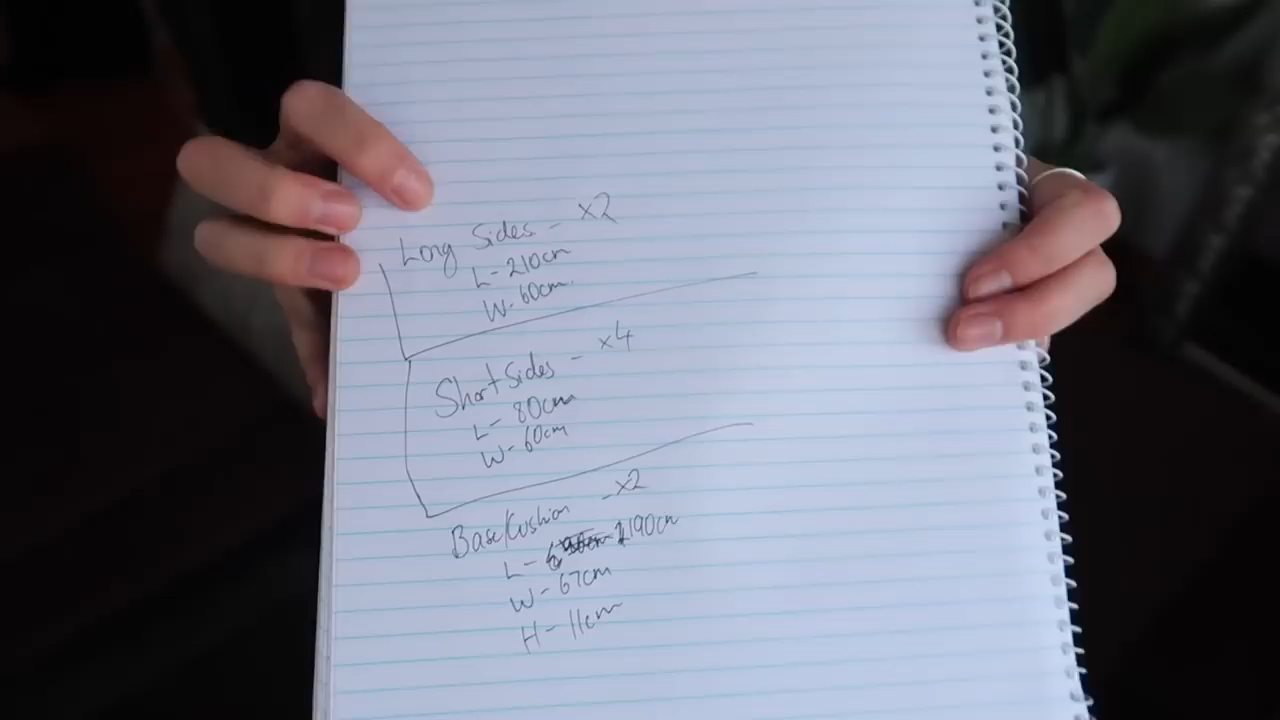 Long Sides - x2
L - 210cm
W - 60cm.
Short Sides - x4
L - 80cm
W - 60cm
Base/Cushion - x2
L - 190cm
W - 67cm
H - 11cm